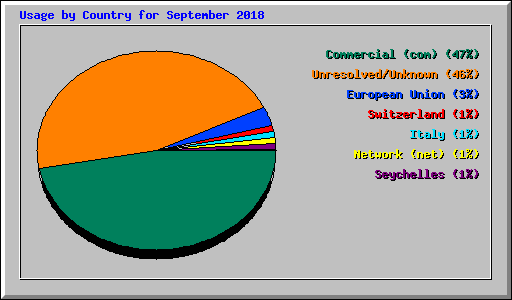 Usage by Country for September 2018
Commercial (com) (47%)
Unresolved/Unknown (46%)
European Union (3%)
Switzerland (1%)
Italy (1%)
Network (net) (1%)
Seychelles (1%)